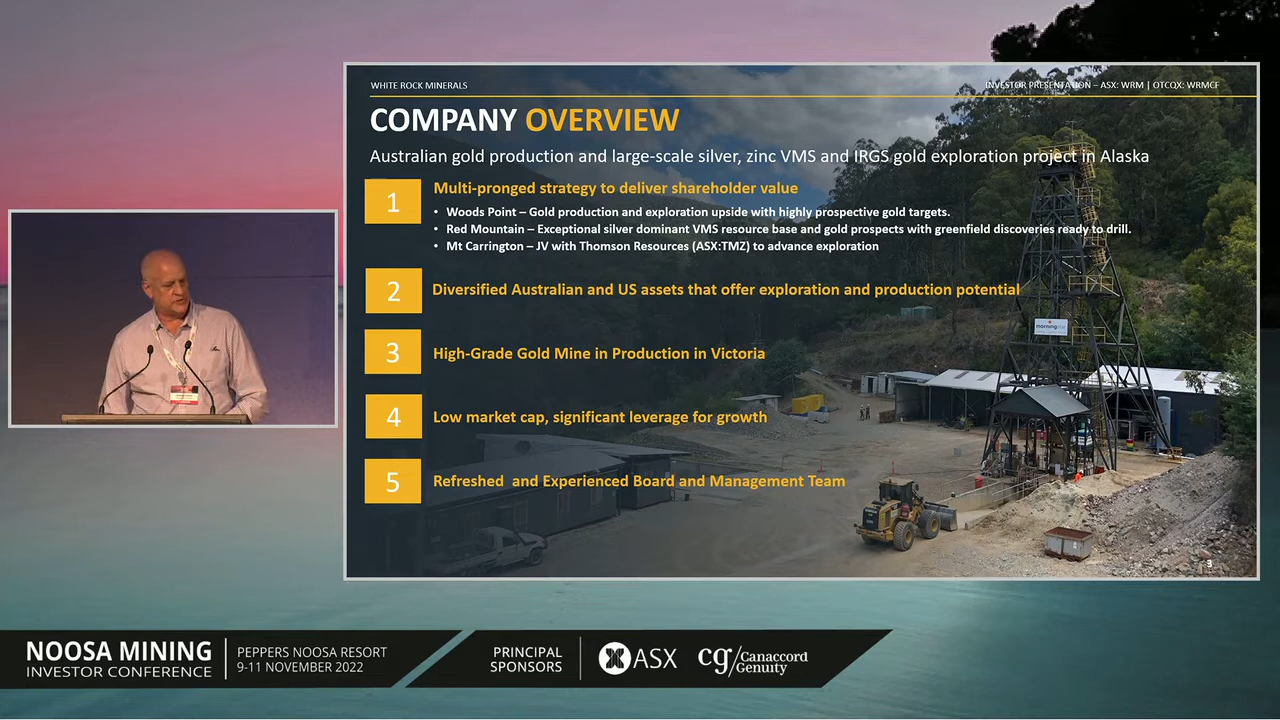 WHITE ROCK MINERALS
INVESTOR PRESENTATION – ASX: WRM | OTCQX: WRMCF
COMPANY OVERVIEW
Australian gold production and large-scale silver, zinc VMS and IRGS gold exploration project in Alaska
1
Multi-pronged strategy to deliver shareholder value
• Woods Point – Gold production and exploration upside with highly prospective gold targets.
• Red Mountain – Exceptional silver dominant VMS resource base and gold prospects with greenfield discoveries ready to drill.
• Mt Carrington – JV with Thomson Resources (ASX:TMZ) to advance exploration
2
Diversified Australian and US assets that offer exploration and production potential
3
High-Grade Gold Mine in Production in Victoria
4
Low market cap, significant leverage for growth
5
Refreshed  and Experienced Board and Management Team
morningstar
3
NOOSA MINING
INVESTOR CONFERENCE
PEPPERS NOOSA RESORT
9-11 NOVEMBER 2022
PRINCIPAL
SPONSORS
ASX
cg/Canaccord
Genuity